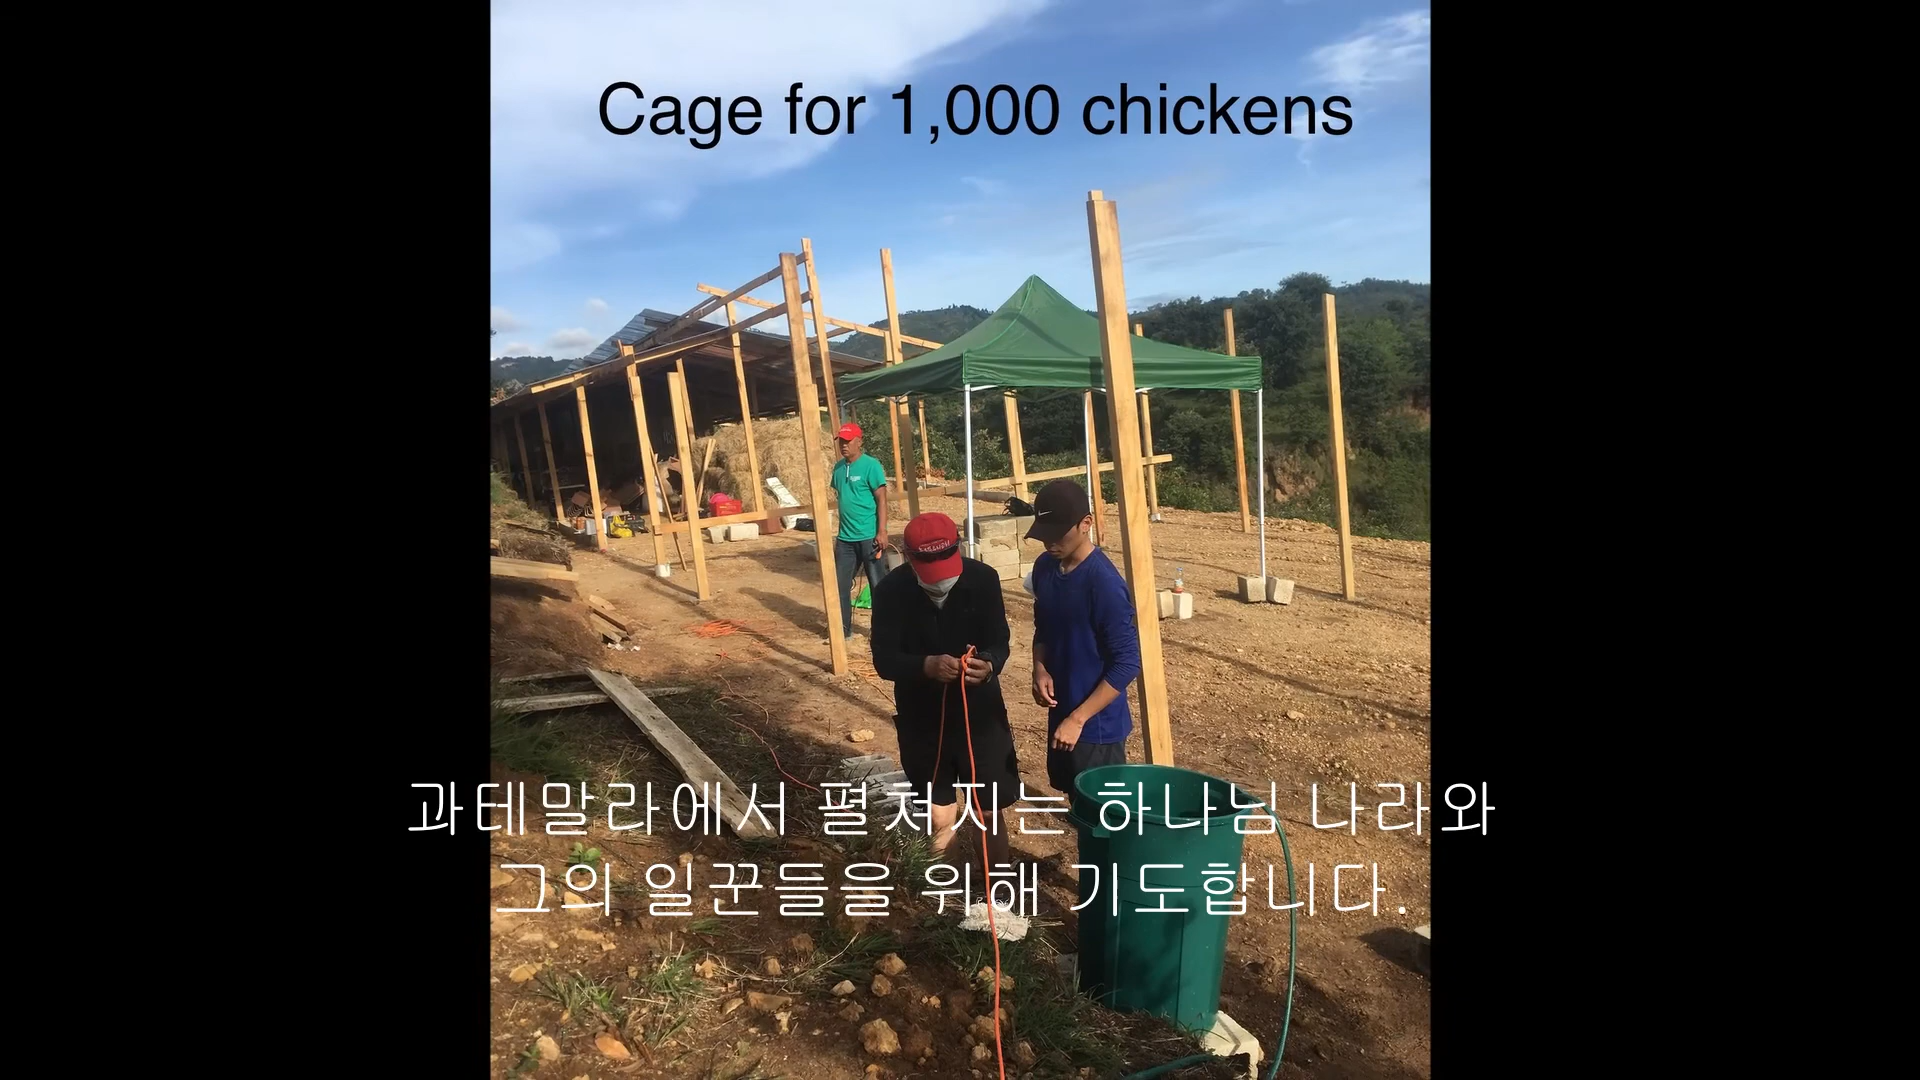 Cage for 1,000 chickens
과테말라에서 펼쳐지는 하나님 나라와
그의 일꾼들을 위해 기도합니다.